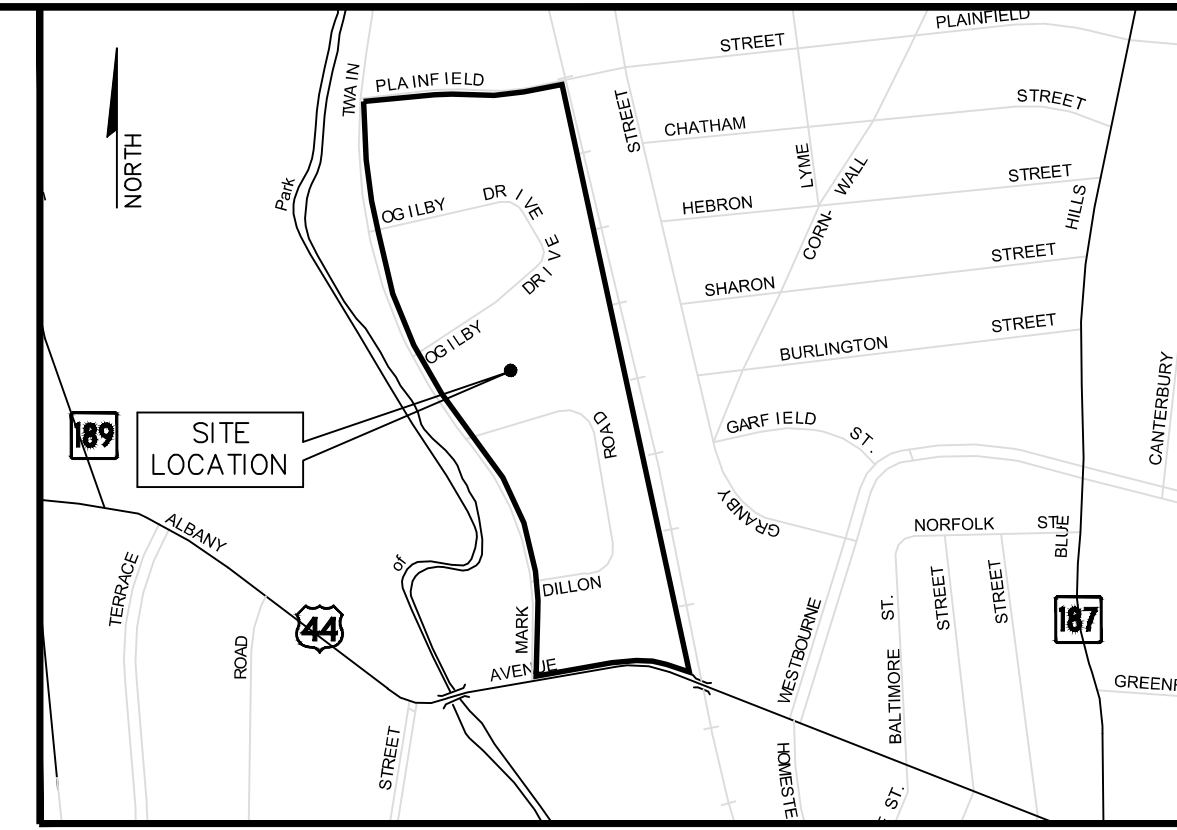 PLAINFIELD
STREET
TWAIN
PLAINFIELD
STREET
CHATHAM
STREET
NORTH
Park
LYME
WALL
CORN-
HEBRON
STREET
HILLS
OGILBY DRIVE
DRIVE
OGILBY
SHARON
STREET
BURLINGTON
STREET
CANTERBURY
189
SITE
LOCATION
ROAD
GARFIELD ST.
GRANBY
NORFOLK ST.
BLUE
ALBANY
TERRACE
of
DILLON
STREET
STREET
ST.
BALTIMORE
187
44
ROAD
MARK
AVENUE
WESTBOURNE
GREENF
STREET
HOMESTE
ST.